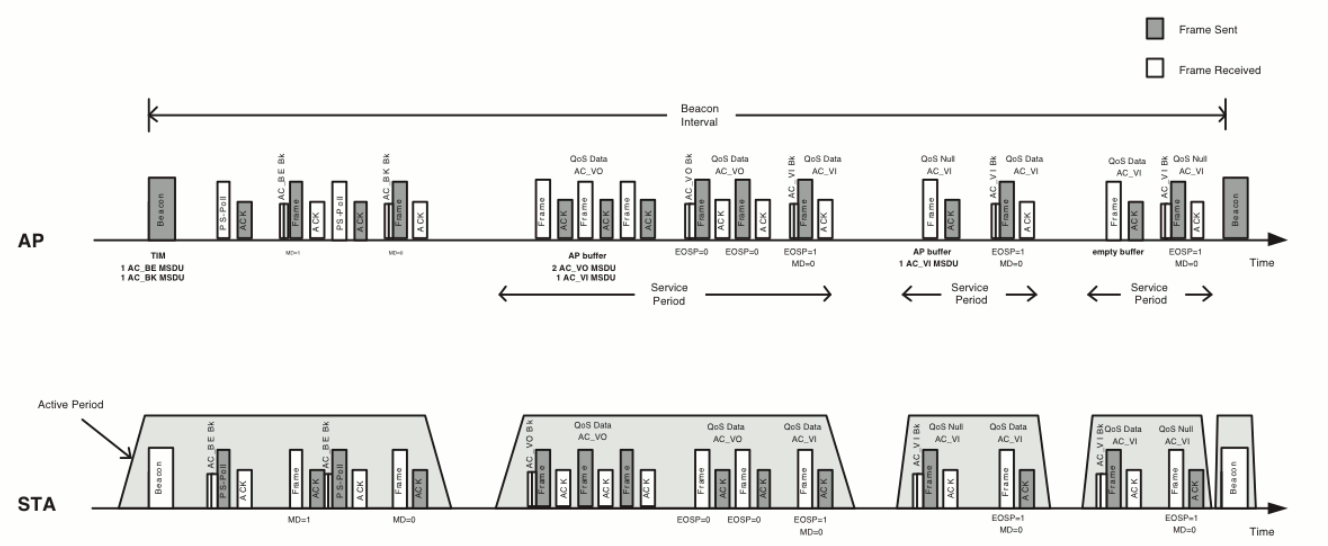 Frame Sent
Frame Received
Beacon
Interval
AC_BE Bk
AC_BK Bk
QoS Data
AC_VO
AC_VO Bk
QoS Data
AC_VO
AC_VI Bk
QoS Data
AC_VI
QoS Null
AC_VI
AC_VI Bk
QoS Data
AC_VI
QoS Data
AC_VI
AC_VI Bk
QoS Null
AC_VI
Beacon
PS-Poll
ACK
Frame
ACK
PS-Poll
ACK
Frame
ACK
Frame
ACK
Frame
ACK
Frame
ACK
Frame
ACK
Frame
ACK
Frame
ACK
Frame
ACK
Frame
ACK
Frame
ACK
Frame
ACK
Beacon
AP
TIM
1 AC_BE MSDU
1 AC_BK MSDU
MD=1
MD=0
AP buffer
2 AC_VO MSDU
1 AC_VI MSDU
EOSP=0
EOSP=0
EOSP=1
MD=0
AP buffer
1 AC_VI MSDU
EOSP=1
MD=0
empty buffer
EOSP=1
MD=0
Time
Service
Period
Service
Period
Service
Period
Active Period
AC_BE Bk
AC_BE Bk
AC_VO Bk
QoS Data
AC_VO
QoS Data
AC_VO
QoS Data
AC_VI
AC_VI Bk
QoS Null
AC_VI
QoS Data
AC_VI
AC_VI Bk
QoS Data
AC_VI
QoS Null
AC_VI
Beacon
PS-Poll
ACK
Frame
ACK
PS-Poll
ACK
Frame
ACK
Frame
ACK
Frame
ACK
Frame
ACK
Frame
ACK
Frame
ACK
Frame
ACK
Frame
ACK
Frame
ACK
Frame
ACK
Frame
ACK
Beacon
STA
MD=1
MD=0
EOSP=0
EOSP=0
EOSP=1
MD=0
EOSP=1
MD=0
EOSP=1
MD=0
Time